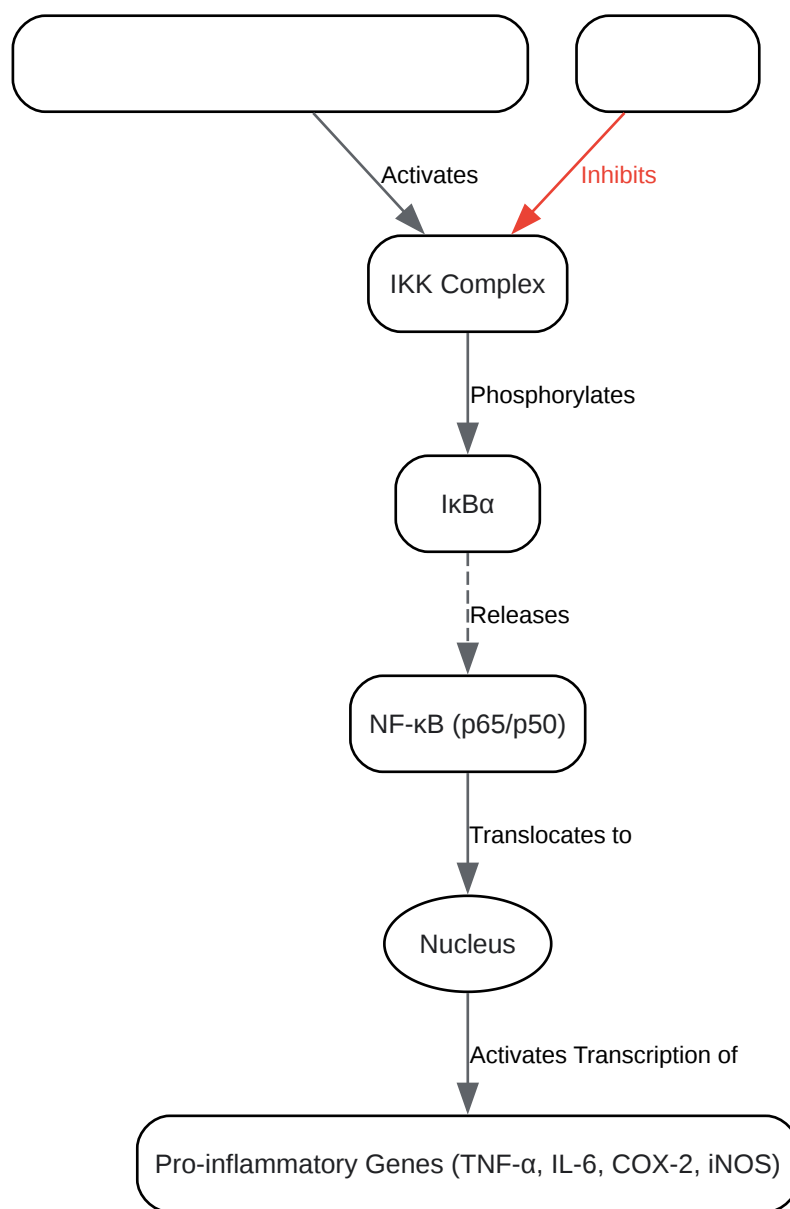 Activates
Inhibits
IKK Complex
Phosphorylates
IκBα
Releases
NF-κB (p65/p50)
Translocates to
Nucleus
Activates Transcription of
Pro-inflammatory Genes (TNF-α, IL-6, COX-2, iNOS)